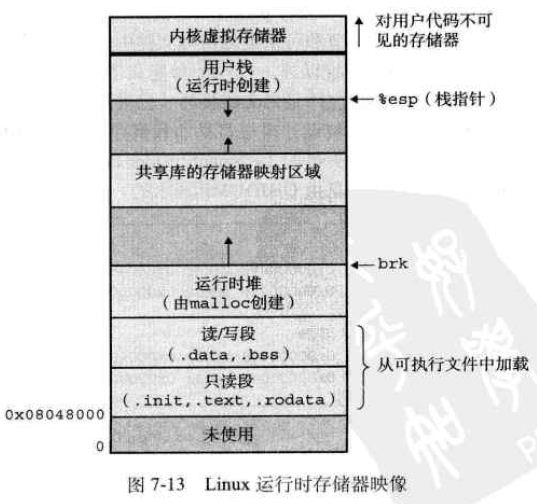 内核虚拟存储器
对用户代码不可
见的存储器
用户栈
(运行时创建)
%esp (栈指针)
共享库的存储器映射区域
brk
运行时堆
(由malloc创建)
读/写段
(.data,.bss)
从可执行文件中加载
只读段
(.init,.text,.rodata)
0x08048000
未使用
0
图 7-13 Linux 运行时存储器映像